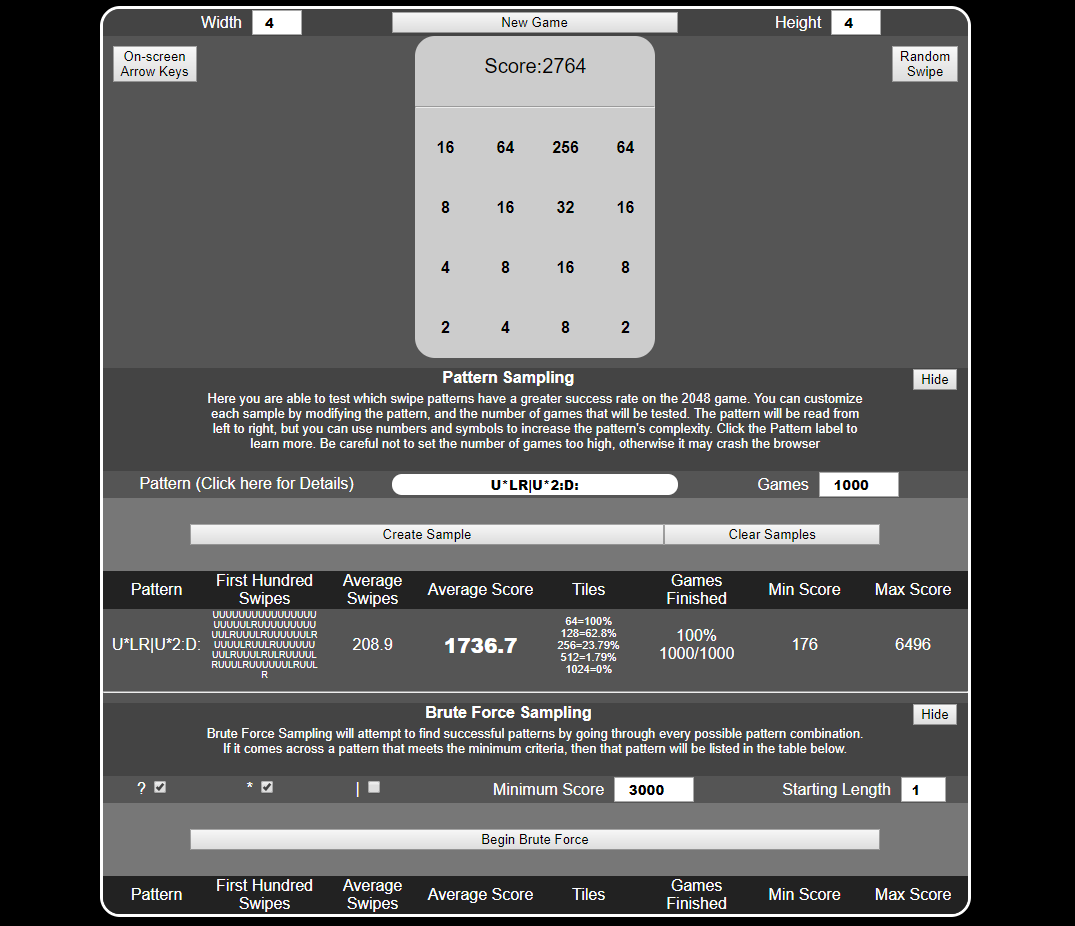 Width 4 New Game Height 4
On-screen
Arrow Keys
Random
Swipe
Score:2764
16 64 256 64
8 16 32 16
4 8 16 8
2 4 8 2
Pattern Sampling
Hide
Here you are able to test which swipe patterns have a greater success rate on the 2048 game. You can customize
each sample by modifying the pattern, and the number of games that will be tested. The pattern will be read from
left to right, but you can use numbers and symbols to increase the pattern's complexity. Click the Pattern label to
learn more. Be careful not to set the number of games too high, otherwise it may crash the browser
Pattern (Click here for Details) U*LR|U*2:D: Games 1000
Create Sample Clear Samples
Pattern
First Hundred
Swipes
Average
Swipes
Average Score
Tiles
Games
Finished
Min Score
Max Score
U*LR|U*2:D:
UUUUUULRUUUUUUUUU
UULRUUULRUUUUUULR
UUUULRUULRUUUUUU
UULRUUULRULRUUUUL
RUUULRUUUUUULRUUL
R
208.9
1736.7
64=100%
128=62.8%
256=23.79%
512=1.79%
1024=0%
100%
1000/1000
176
6496
Brute Force Sampling
Hide
Brute Force Sampling will attempt to find successful patterns by going through every possible pattern combination.
If it comes across a pattern that meets the minimum criteria, then that pattern will be listed in the table below.
? * | Minimum Score 3000 Starting Length 1
Begin Brute Force
Pattern
First Hundred
Swipes
Average
Swipes
Average Score
Tiles
Games
Finished
Min Score
Max Score